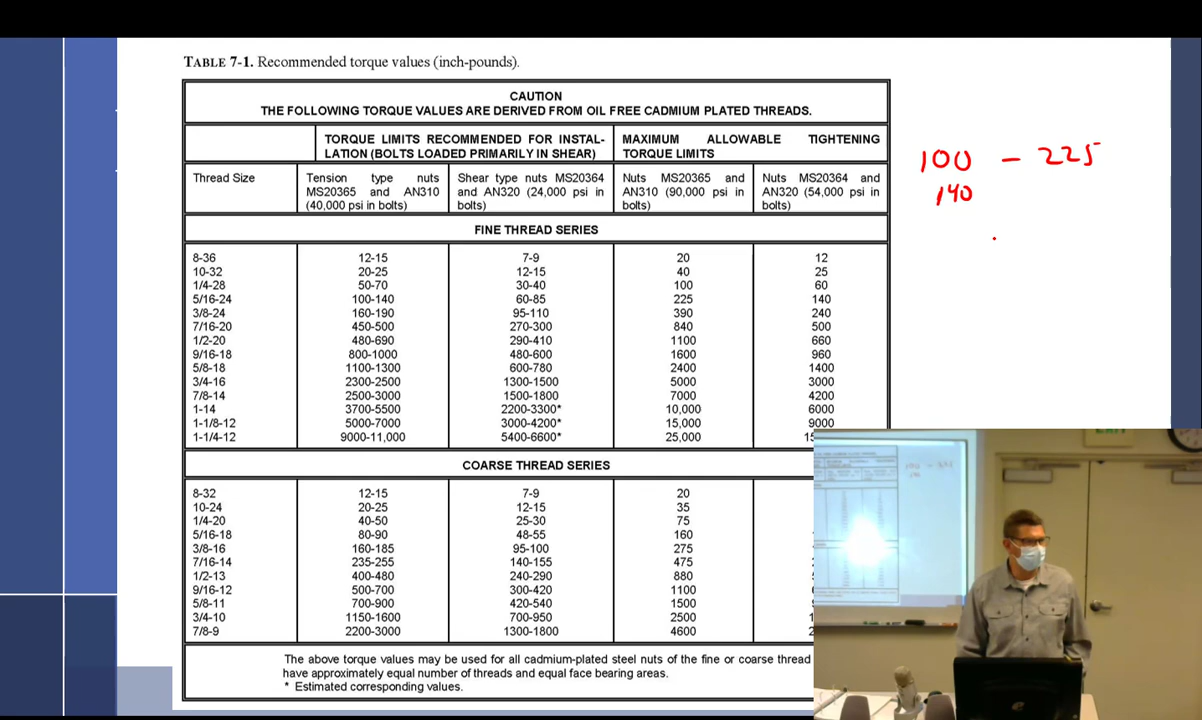 TABLE 7-1. Recommended torque values (inch-pounds).
CAUTION
THE FOLLOWING TORQUE VALUES ARE DERIVED FROM OIL FREE CADMIUM PLATED THREADS.
TORQUE LIMITS RECOMMENDED FOR INSTAL-
LATION (BOLTS LOADED PRIMARILY IN SHEAR)
MAXIMUM ALLOWABLE TIGHTENING
TORQUE LIMITS
Thread Size
Tension type nuts
MS20365 and AN310
(40,000 psi in bolts)
Shear type nuts MS20364
and AN320 (24,000 psi in
bolts)
Nuts MS20365 and
AN310 (90,000 psi in
bolts)
Nuts MS20364 and
AN320 (54,000 psi in
bolts)
FINE THREAD SERIES
8-36 12-15 7-9 20 12
10-32 20-25 12-15 40 25
1/4-28 50-70 30-40 100 60
5/16-24 100-140 60-85 225 140
3/8-24 160-190 95-110 390 240
7/16-20 450-500 270-300 840 500
1/2-20 480-690 290-410 1100 660
9/16-18 800-1000 480-600 1600 960
5/8-18 1100-1300 600-780 2400 1400
3/4-16 2300-2500 1300-1500 5000 3000
7/8-14 2500-3000 1500-1800 7000 4200
1-14 3700-5500 2200-3300* 10,000 6000
1-1/8-12 5000-7000 3000-4200* 15,000 9000
1-1/4-12 9000-11,000 5400-6600* 25,000
COARSE THREAD SERIES
8-32 12-15 7-9 20
10-24 20-25 12-15 35
1/4-20 40-50 25-30 75
5/16-18 80-90 48-55 160
3/8-16 160-185 95-100 275
7/16-14 235-255 140-155 475
1/2-13 400-480 240-290 880
9/16-12 500-700 300-420 1100
5/8-11 700-900 420-540 1500
3/4-10 1150-1600 700-950 2500
7/8-9 2200-3000 1300-1800 4600
The above torque values may be used for all cadmium-plated steel nuts of the fine or coarse thread
have approximately equal number of threads and equal face bearing areas.
* Estimated corresponding values.
100 - 225
140